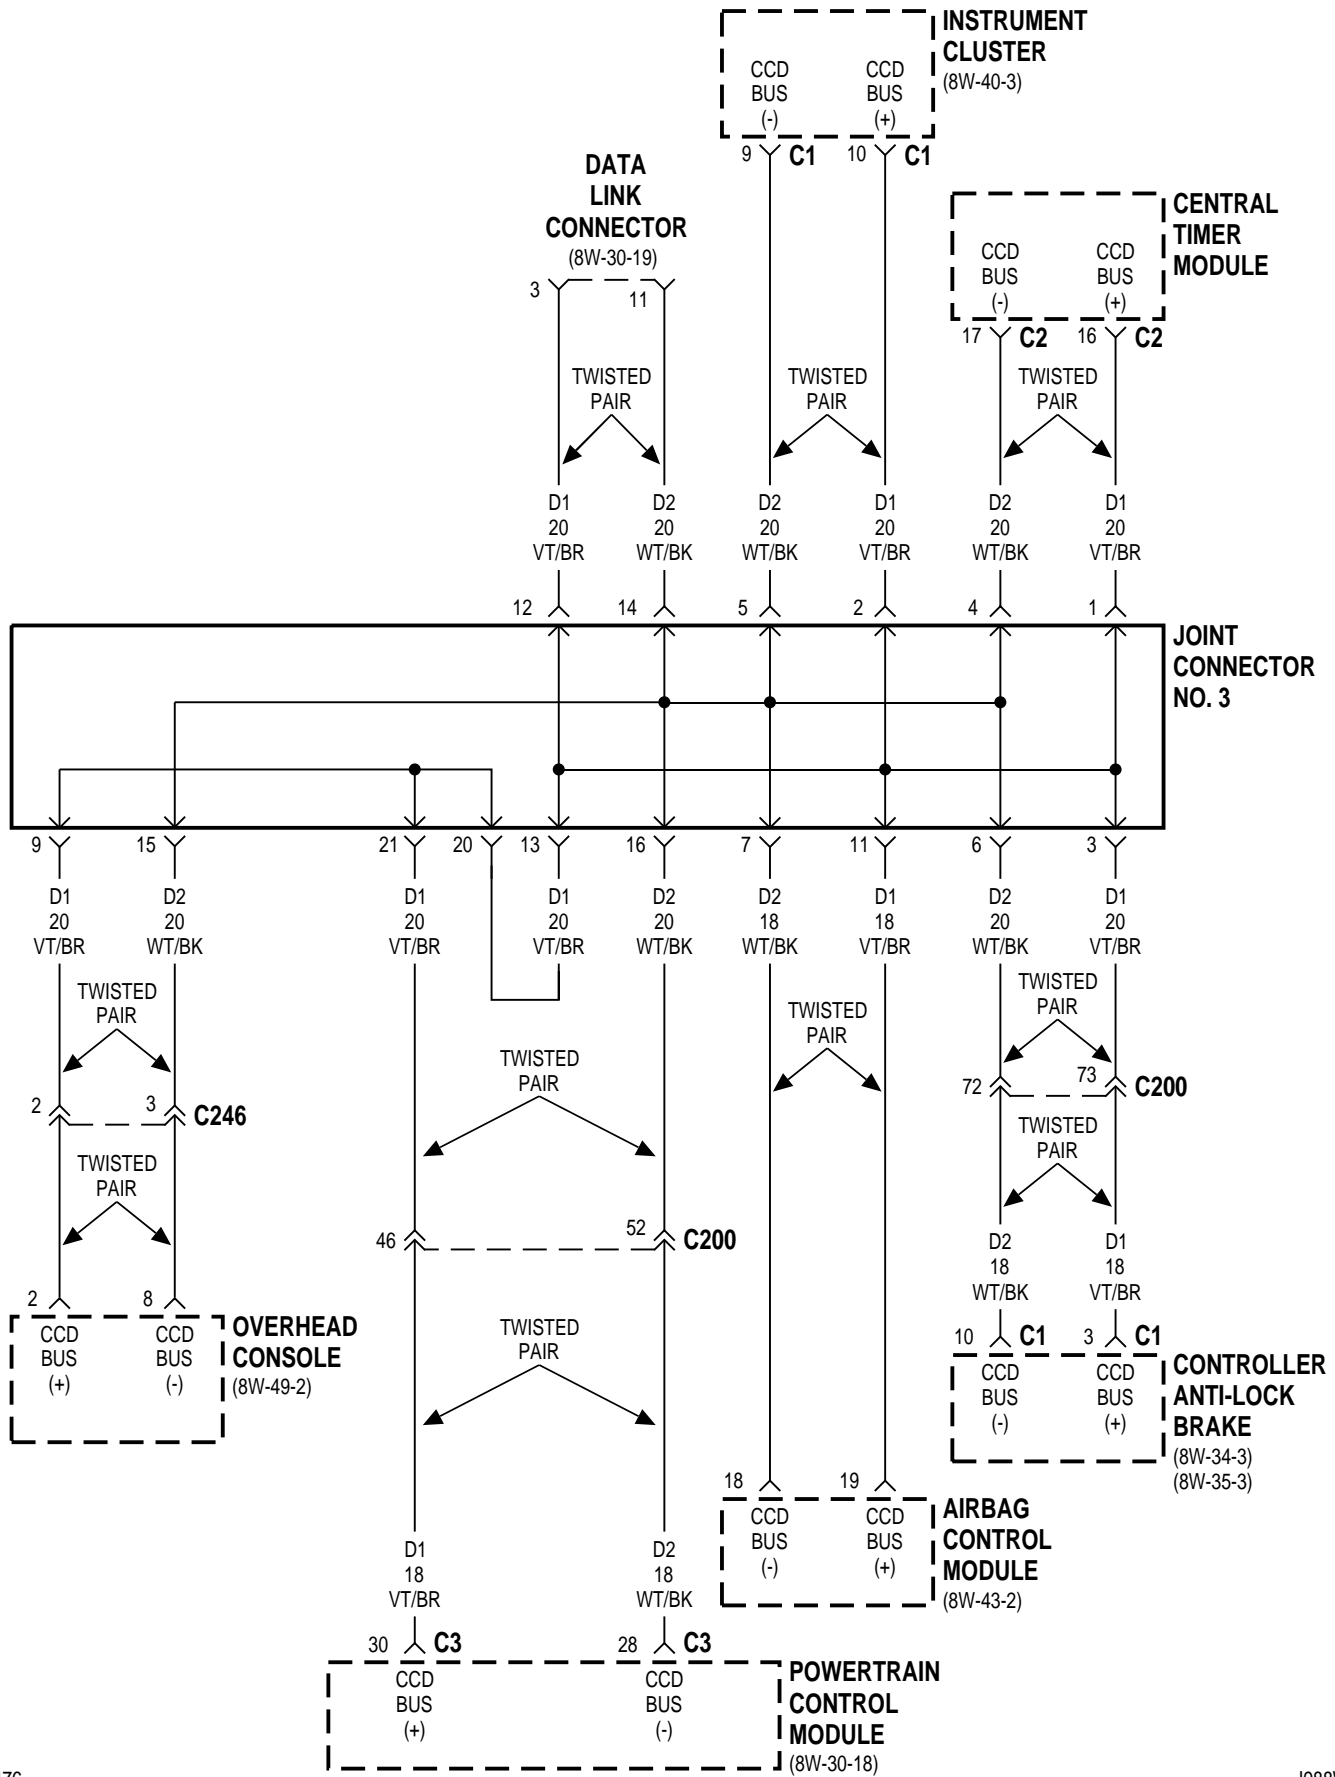 INSTRUMENT
CLUSTER
(8W-40-3)
CCD
BUS
(-)
CCD
BUS
(+)
9 C1
10 C1
DATA
LINK
CONNECTOR
(8W-30-19)
3
11
CENTRAL
TIMER
MODULE
CCD
BUS
(-)
CCD
BUS
(+)
17 C2
16 C2
TWISTED
PAIR
TWISTED
PAIR
TWISTED
PAIR
D1
20
VT/BR
D2
20
WT/BK
D2
20
WT/BK
D1
20
VT/BR
D2
20
WT/BK
D1
20
VT/BR
12 14 5 2 4 1
JOINT
CONNECTOR
NO. 3
9 15 21 20 13 16 7 11 6 3
D1
20
VT/BR
D2
20
WT/BK
D1
20
VT/BR
D1
20
VT/BR
D2
20
WT/BK
D2
18
WT/BK
D1
18
VT/BR
D2
20
WT/BK
D1
20
VT/BR
TWISTED
PAIR
2 3 C246
TWISTED
PAIR
2 8
CCD
BUS
(+)
CCD
BUS
(-)
OVERHEAD
CONSOLE
(8W-49-2)
TWISTED
PAIR
46 52 C200
TWISTED
PAIR
D1
18
VT/BR
D2
18
WT/BK
30 C3
28 C3
CCD
BUS
(+)
CCD
BUS
(-)
POWERTRAIN
CONTROL
MODULE
(8W-30-18)
TWISTED
PAIR
18 19
CCD
BUS
(-)
CCD
BUS
(+)
AIRBAG
CONTROL
MODULE
(8W-43-2)
TWISTED
PAIR
72 73 C200
TWISTED
PAIR
D2
18
WT/BK
D1
18
VT/BR
10 C1
3 C1
CCD
BUS
(-)
CCD
BUS
(+)
CONTROLLER
ANTI-LOCK
BRAKE
(8W-34-3)
(8W-35-3)